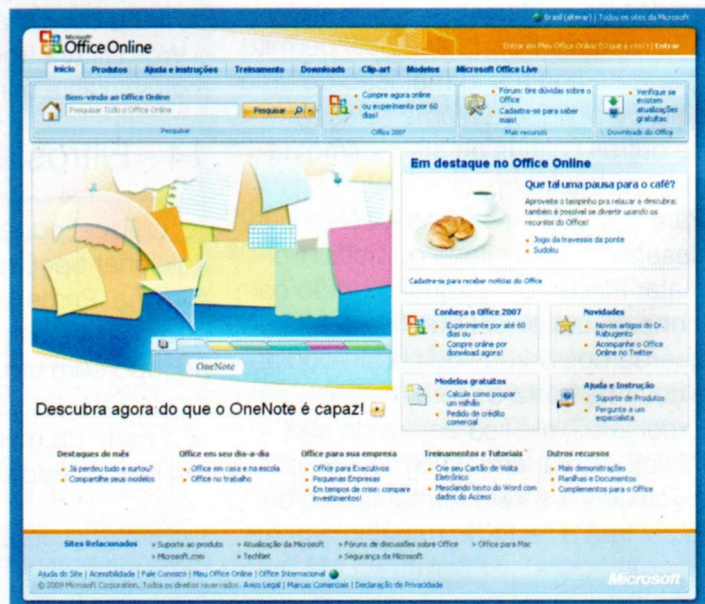 Brasil (alterar) | Todos os sites da Microsoft
Microsoft
Office Online
Entrar em Meu Office Online (O que é isto?) | Entrar
Início Produtos Ajuda e instruções Treinamento Downloads Clip-art Modelos Microsoft Office Live
Bem-vindo ao Office Online
Pesquisar Todo o Office Online
Pesquisar
Pesquisar
Compre agora online
ou experimente por 60 dias!
Office 2007
Fórum: tire dúvidas sobre o Office
Cadastre-se para saber mais!
Mais recursos
Verifique se existem atualizações gratuitas
Downloads do Office
OneNote
Descubra agora do que o OneNote é capaz!
Em destaque no Office Online
Que tal uma pausa para o café?
Aproveite o tempinho pra relaxar e descubra:
também é possível se divertir usando os
recursos do Office!
Jogo da travessia da ponte
Sudoku
Cadastre-se para receber notícias do Office
Conheça o Office 2007
Experimente por até 60
dias ou
Compre online por
donwload agora!
Novidades
Novos artigos do Dr.
Rabugento
Acompanhe o Office
Online no Twitter
Modelos gratuitos
Calcule como poupar
um milhão
Pedido de crédito
comercial
Ajuda e Instrução
Suporte de Produtos
Pergunte a um
especialista
Destaques do mês
Já perdeu tudo e surtou?
Compartilhe seus modelos
Office em seu dia-a-dia
Office em casa e na escola
Office no trabalho
Office para sua empresa
Office para Executivos
Pequenas Empresas
Em tempos de crise: compare
investimentos!
Treinamentos e Tutoriais
Crie seu Cartão de Visita
Eletrônico
Mesclando texto do Word com
dados do Access
Outros recursos
Mais demonstrações
Planilhas e Documentos
Complementos para o Office
Sites Relacionados » Suporte ao produto » Atualização da Microsoft » Fóruns de discussões sobre Office » Office para Mac
» Microsoft.com » TechNet » Segurança da Microsoft
Ajuda do Site | Acessibilidade | Fale Conosco | Meu Office Online | Office Internacional
© 2009 Microsoft Corporation. Todos os direitos reservados. Aviso Legal | Marcas Comerciais | Declaração de Privacidade
Microsoft